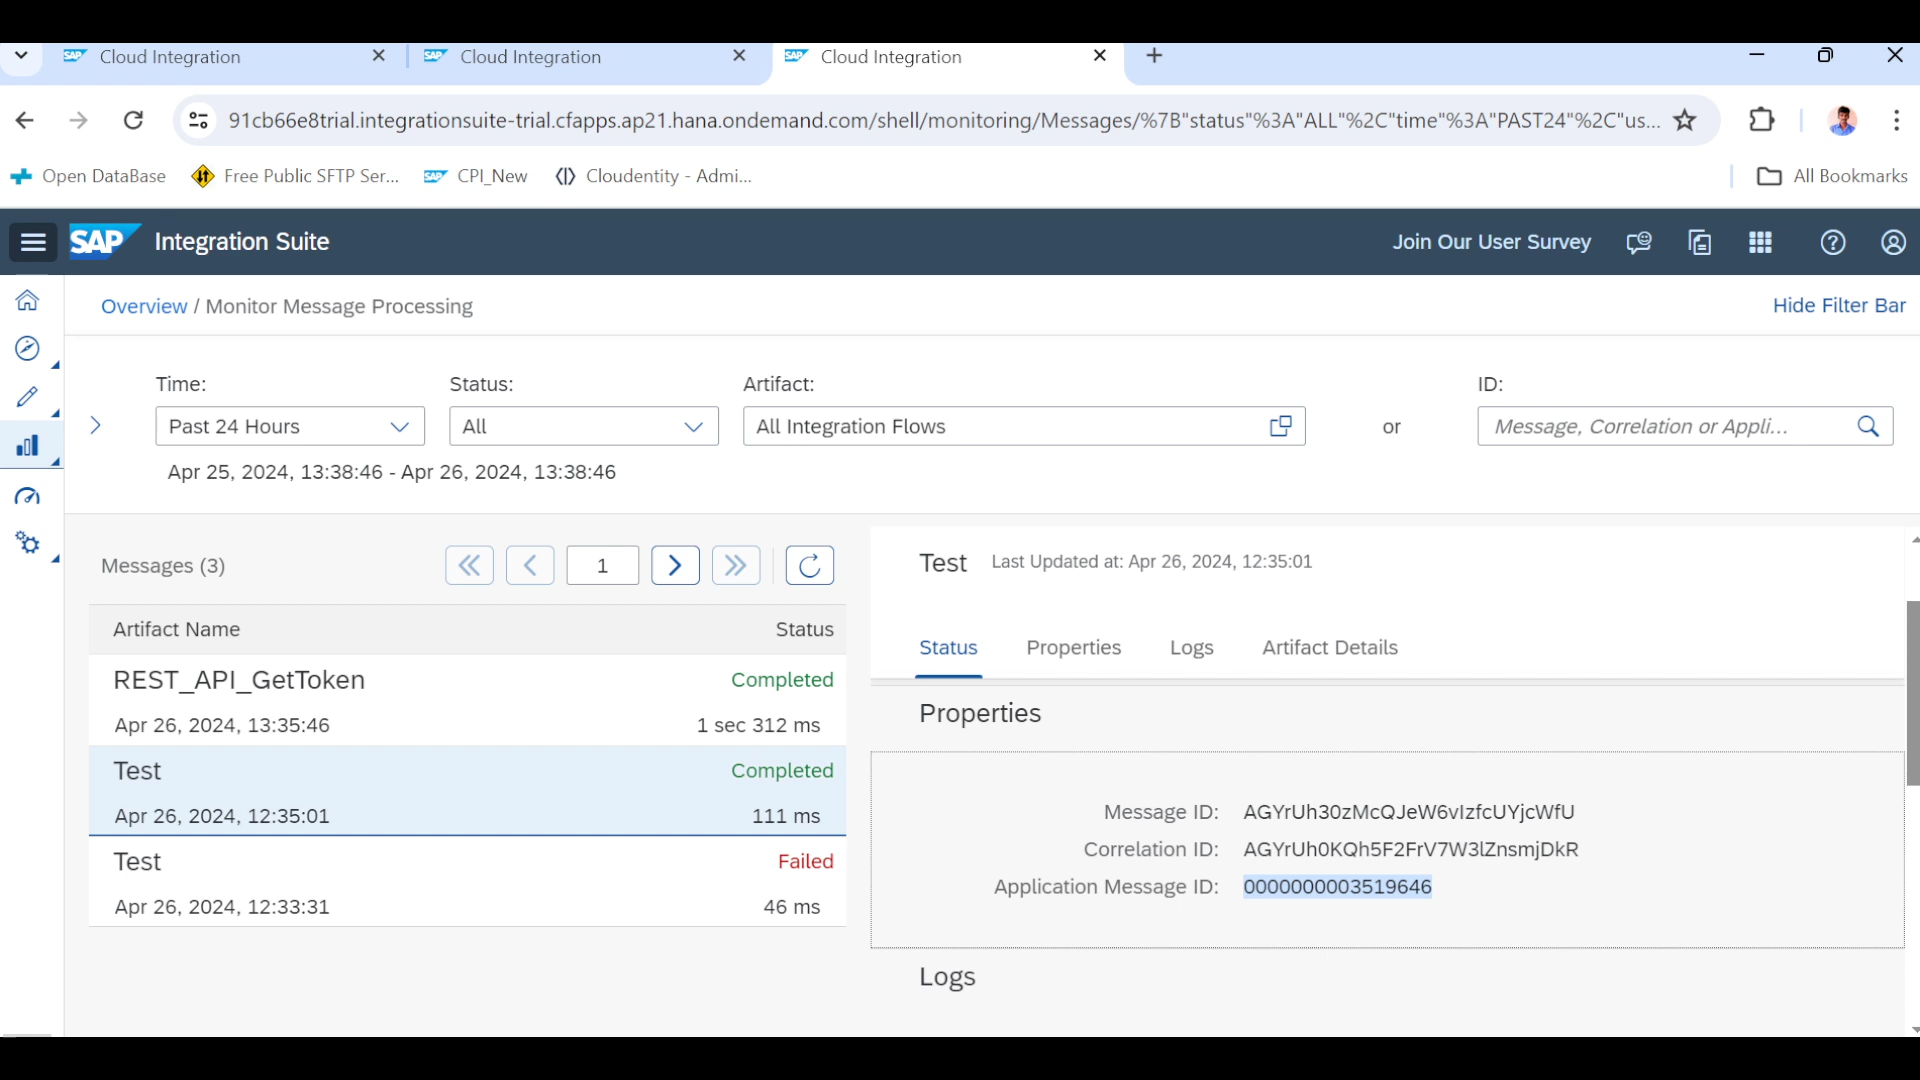 Cloud Integration
Cloud Integration
Cloud Integration
91cb66e8trial.integrationsuite-trial.cfapps.ap21.hana.ondemand.com/shell/monitoring/Messages/%7B"status"%3A"ALL"%2C"time"%3A"PAST24"%2C"us...
Open DataBase
Free Public SFTP Ser...
CPI_New
Cloudentity - Admi...
All Bookmarks
SAP Integration Suite
Join Our User Survey
Overview / Monitor Message Processing
Hide Filter Bar
Time:
Status:
Artifact:
ID:
Past 24 Hours
All
All Integration Flows
or
Message, Correlation or Appli...
Apr 25, 2024, 13:38:46 - Apr 26, 2024, 13:38:46
Messages (3)
1
Artifact Name
Status
REST_API_GetToken
Completed
Apr 26, 2024, 13:35:46
1 sec 312 ms
Test
Completed
Apr 26, 2024, 12:35:01
111 ms
Test
Failed
Apr 26, 2024, 12:33:31
46 ms
Test
Last Updated at: Apr 26, 2024, 12:35:01
Status
Properties
Logs
Artifact Details
Properties
Message ID: AGYrUh30zMcQJeW6vlzfcUYjcWfU
Correlation ID: AGYrUh0KQh5F2FrV7W3lZnsmjDkR
Application Message ID: 0000000003519646
Logs